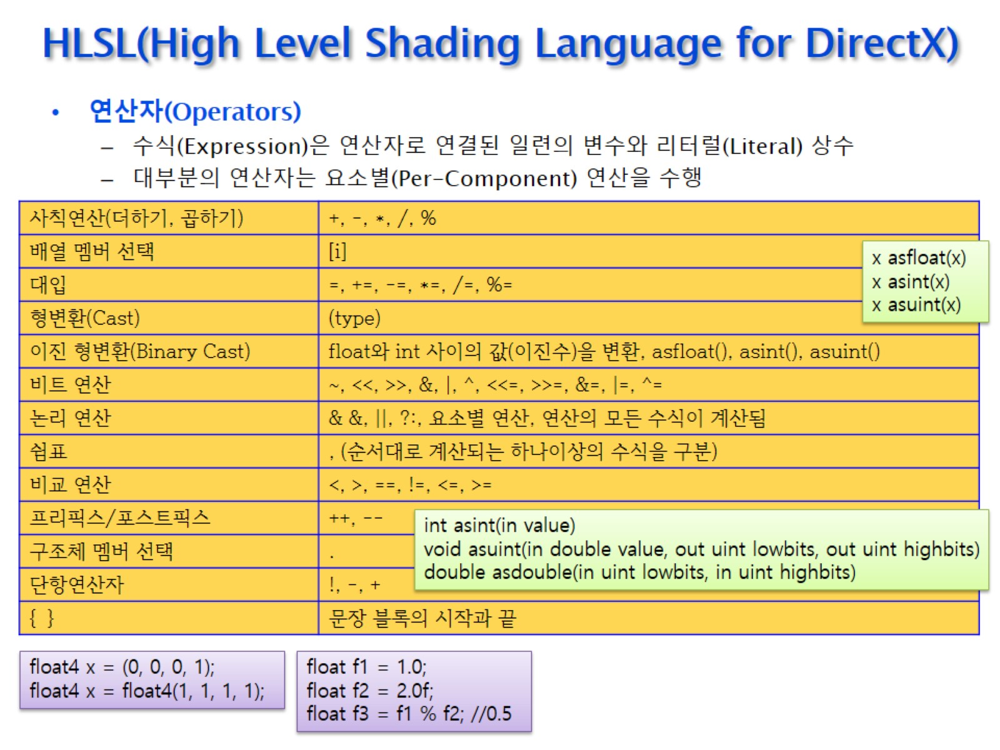 HLSL(High Level Shading Language for DirectX)
• 연산자(Operators)
– 수식(Expression)은 연산자로 연결된 일련의 변수와 리터럴(Literal) 상수
– 대부분의 연산자는 요소별(Per-Component) 연산을 수행
사칙연산(더하기, 곱하기) +, -, *, /, %
배열 멤버 선택 [i]
대입 =, +=, -=, *=, /=, %=
형변환(Cast) (type)
x asfloat(x)
x asint(x)
x asuint(x)
이진 형변환(Binary Cast) float와 int 사이의 값(이진수)을 변환, asfloat(), asint(), asuint()
비트 연산 ~, <<, >>, &, |, ^, <<=, >>=, &=, |=, ^=
논리 연산 & &, ||, ?:, 요소별 연산, 연산의 모든 수식이 계산됨
쉼표 , (순서대로 계산되는 하나이상의 수식을 구분)
비교 연산 <, >, ==, !=, <=, >=
프리픽스/포스트픽스 ++, --
구조체 멤버 선택 .
단항연산자 !, -, +
int asint(in value)
void asuint(in double value, out uint lowbits, out uint highbits)
double asdouble(in uint lowbits, in uint highbits)
{ } 문장 블록의 시작과 끝
float4 x = (0, 0, 0, 1);
float4 x = float4(1, 1, 1, 1);
float f1 = 1.0;
float f2 = 2.0f;
float f3 = f1 % f2; //0.5